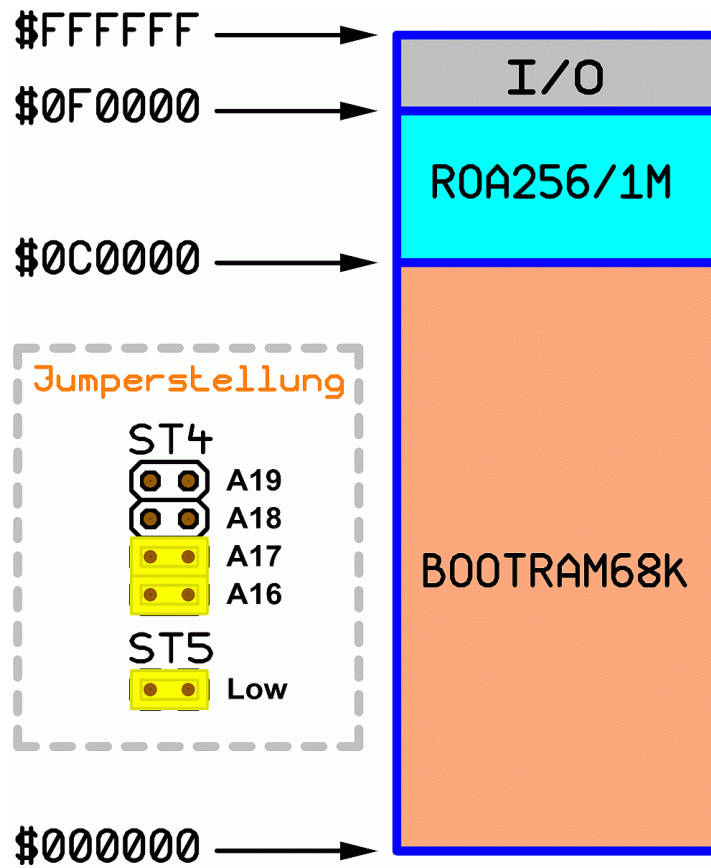 $FFFFFF
I/O
$0F0000
ROA256/1M
$0C0000
Jumperstellung
ST4
A19
A18
A17
A16
BOOTRAM68K
ST5
Low
$000000